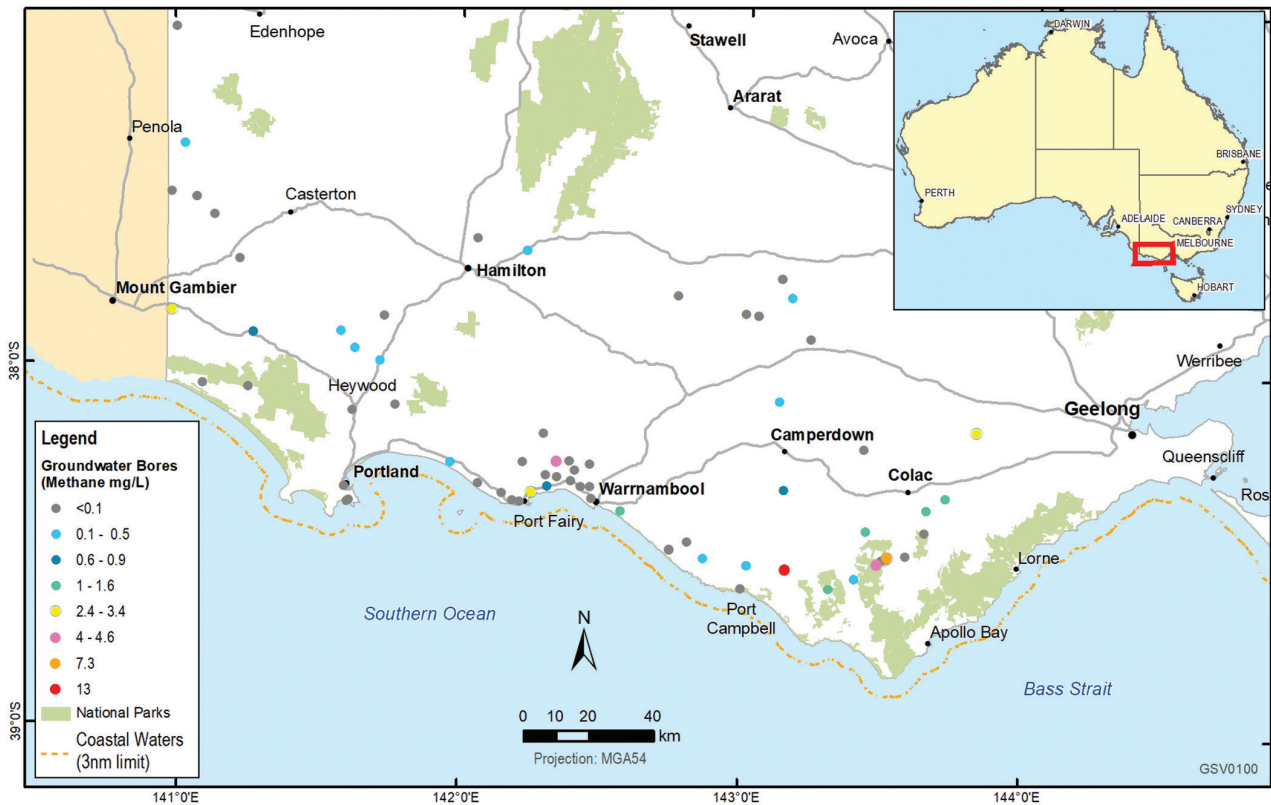 Edenhope
Stawell
Avoca
Ararat
Penola
Casterton
Hamilton
Mount Gambier
Heywood
Portland
Port Fairy
Warrnambool
Camperdown
Colac
Geelong
Werribee
Queenscliff
Ros
Lorne
Apollo Bay
Port
Campbell
Southern Ocean
Bass Strait
DARWIN
BRISBANE
PERTH
SYDNEY
ADELAIDE
CANBERRA
MELBOURNE
HOBART
38°0'S
39°0'S
Legend
Groundwater Bores
(Methane mg/L)
<0.1
0.1 - 0.5
0.6 - 0.9
1 - 1.6
2.4 - 3.4
4 - 4.6
7.3
13
National Parks
Coastal Waters
(3nm limit)
N
0 10 20 40
km
Projection: MGA54
GSV0100
141°0'E 142°0'E 143°0'E 144°0'E